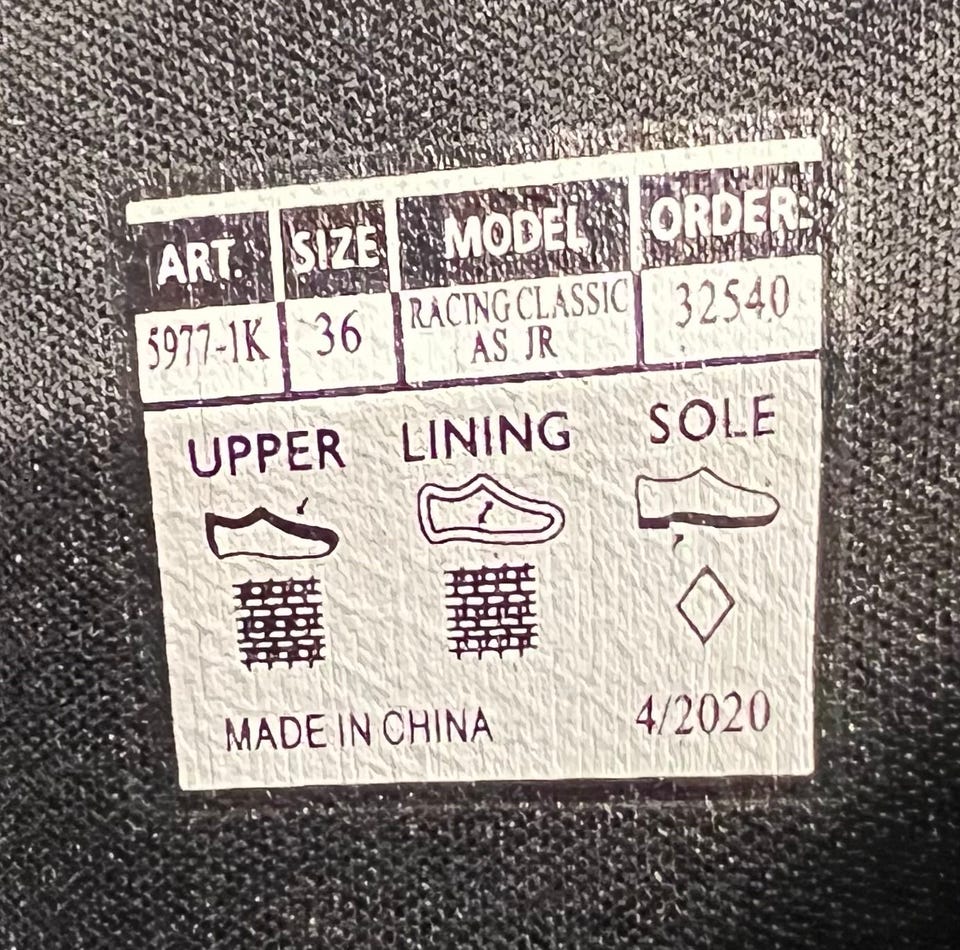 ART. SIZE MODEL ORDER:
5977-1K 36 RACING CLASSIC AS JR 32540
UPPER LINING SOLE
MADE IN CHINA 4/2020